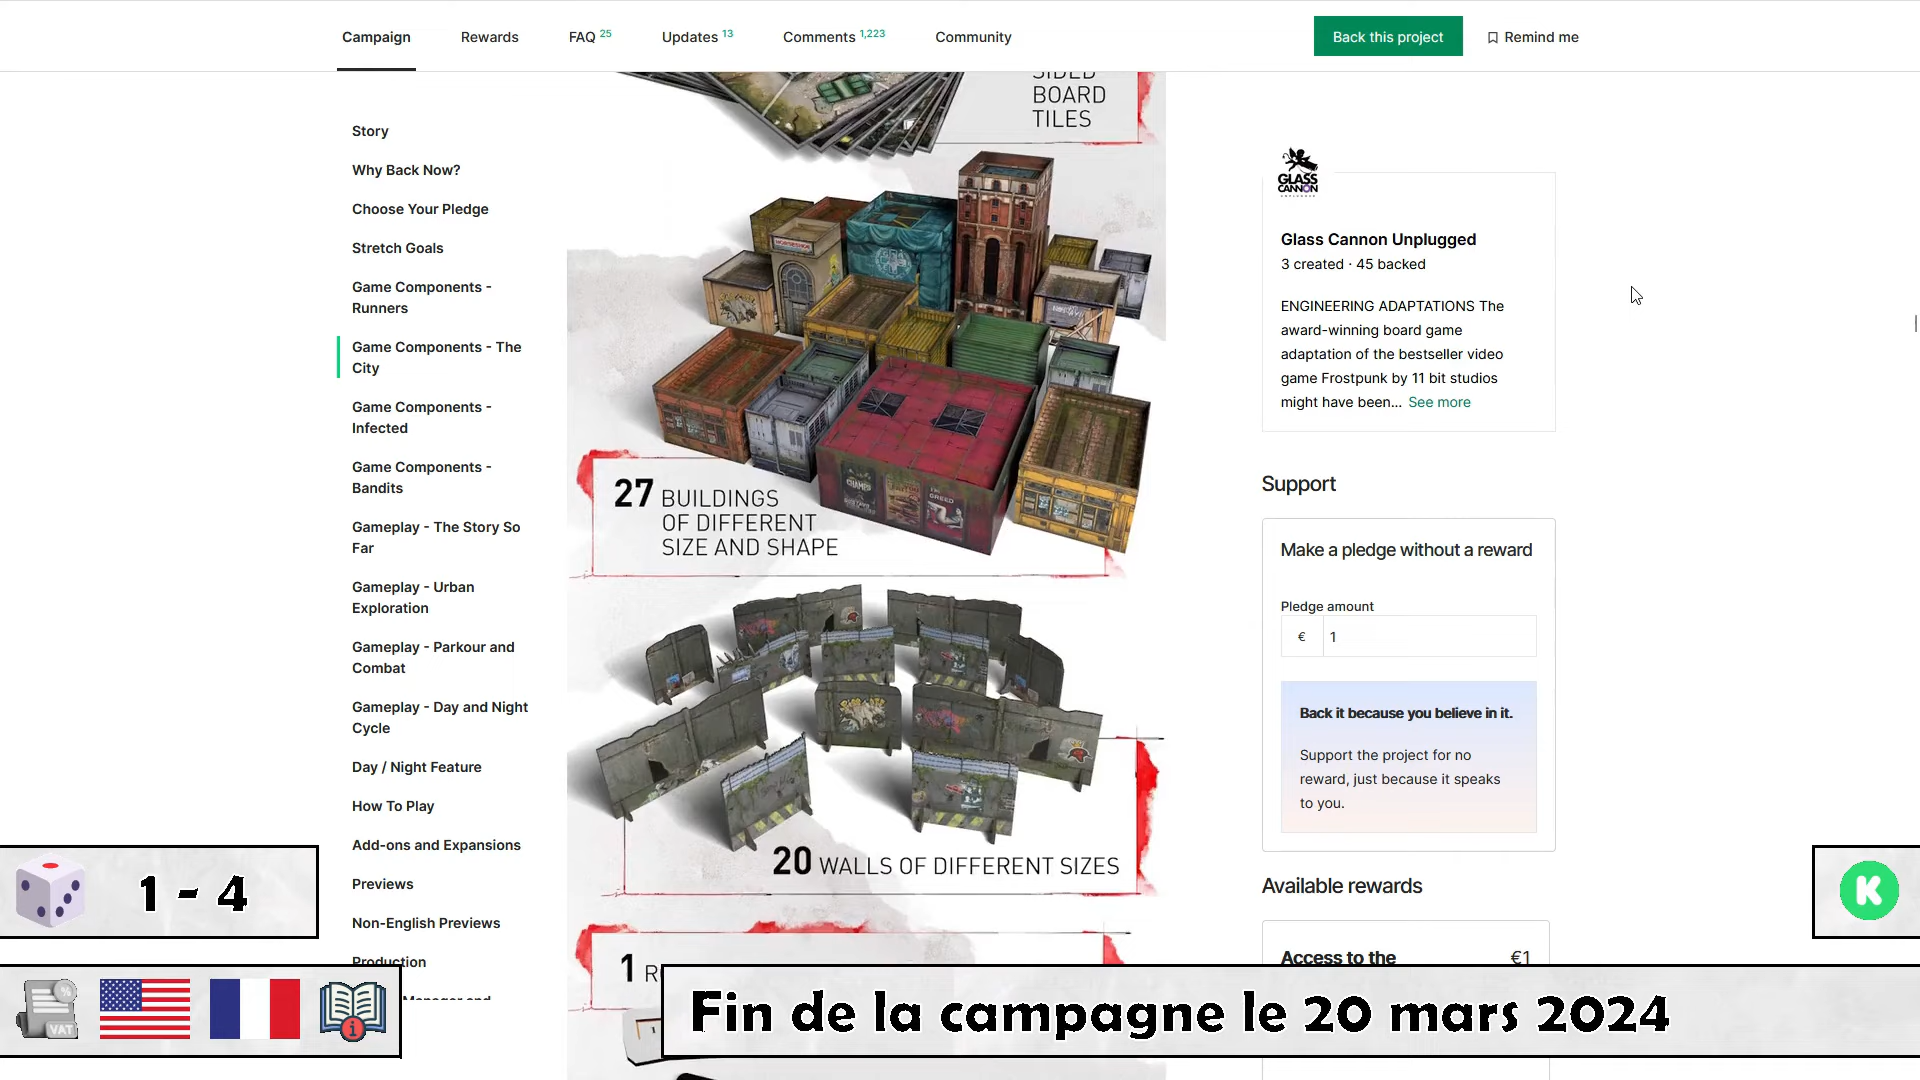 Campaign
Rewards
FAQ 25
Updates 13
Comments 1,223
Community
Back this project
Remind me
Story
Why Back Now?
Choose Your Pledge
Stretch Goals
Game Components -
Runners
Game Components - The
City
Game Components -
Infected
Game Components -
Bandits
Gameplay - The Story So
Far
Gameplay - Urban
Exploration
Gameplay - Parkour and
Combat
Gameplay - Day and Night
Cycle
Day / Night Feature
How To Play
Add-ons and Expansions
Previews
Non-English Previews
Production
Manager and
SIDED
BOARD
TILES
HORSESHOE
27 BUILDINGS
OF DIFFERENT
SIZE AND SHAPE
GREED
20 WALLS OF DIFFERENT SIZES
1 R
GLASS
CANNON
Glass Cannon Unplugged
3 created · 45 backed
ENGINEERING ADAPTATIONS The
award-winning board game
adaptation of the bestseller video
game Frostpunk by 11 bit studios
might have been... See more
Support
Make a pledge without a reward
Pledge amount
€ 1
Back it because you believe in it.
Support the project for no
reward, just because it speaks
to you.
Available rewards
Access to the €1
1 - 4
K
% VAT
Fin de la campagne le 20 mars 2024